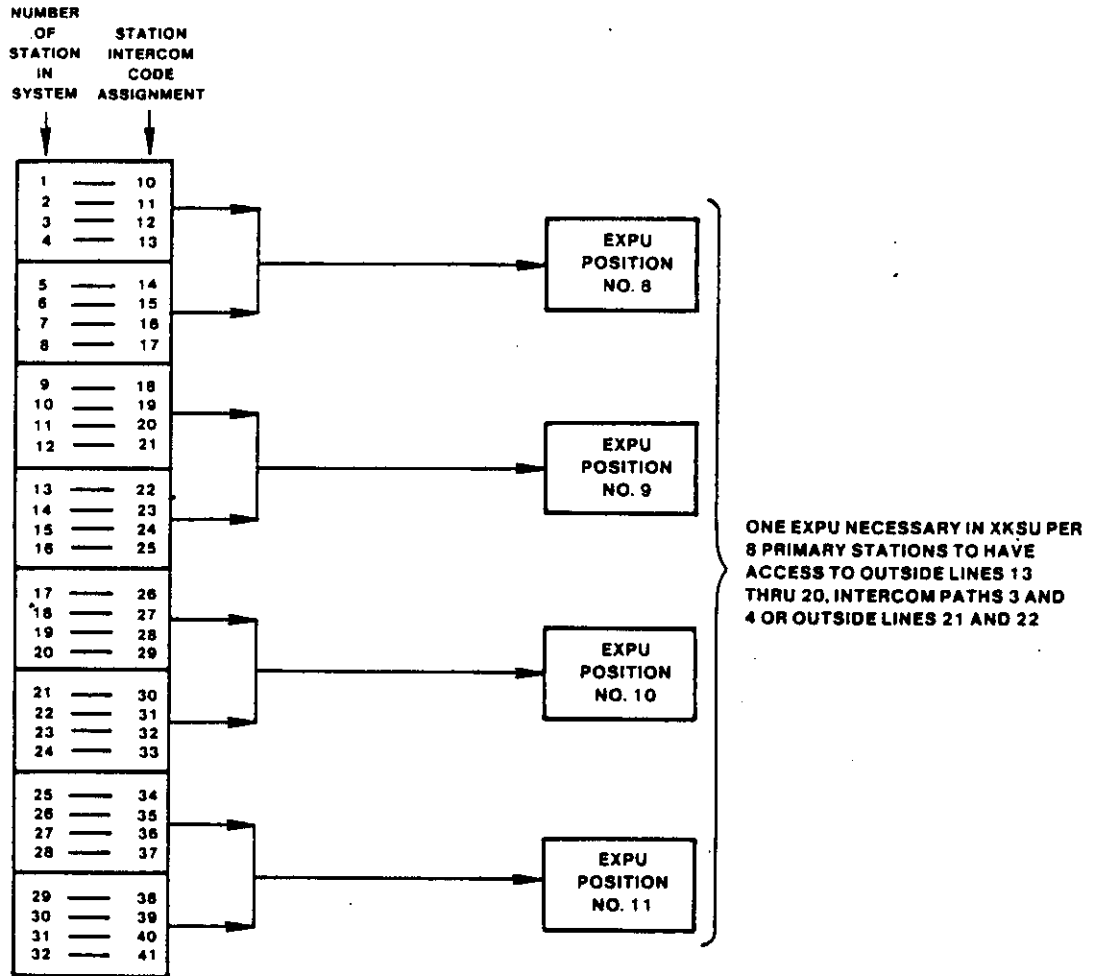 NUMBER
OF
STATION
IN
SYSTEM
STATION
INTERCOM
CODE
ASSIGNMENT
1 — 10
2 — 11
3 — 12
4 — 13
5 — 14
6 — 15
7 — 16
8 — 17
9 — 18
10 — 19
11 — 20
12 — 21
13 — 22
14 — 23
15 — 24
16 — 25
17 — 26
18 — 27
19 — 28
20 — 29
21 — 30
22 — 31
23 — 32
24 — 33
25 — 34
26 — 35
27 — 36
28 — 37
29 — 38
30 — 39
31 — 40
32 — 41
EXPU
POSITION
NO. 8
EXPU
POSITION
NO. 9
EXPU
POSITION
NO. 10
EXPU
POSITION
NO. 11
ONE EXPU NECESSARY IN XKSU PER
8 PRIMARY STATIONS TO HAVE
ACCESS TO OUTSIDE LINES 13
THRU 20, INTERCOM PATHS 3 AND
4 OR OUTSIDE LINES 21 AND 22